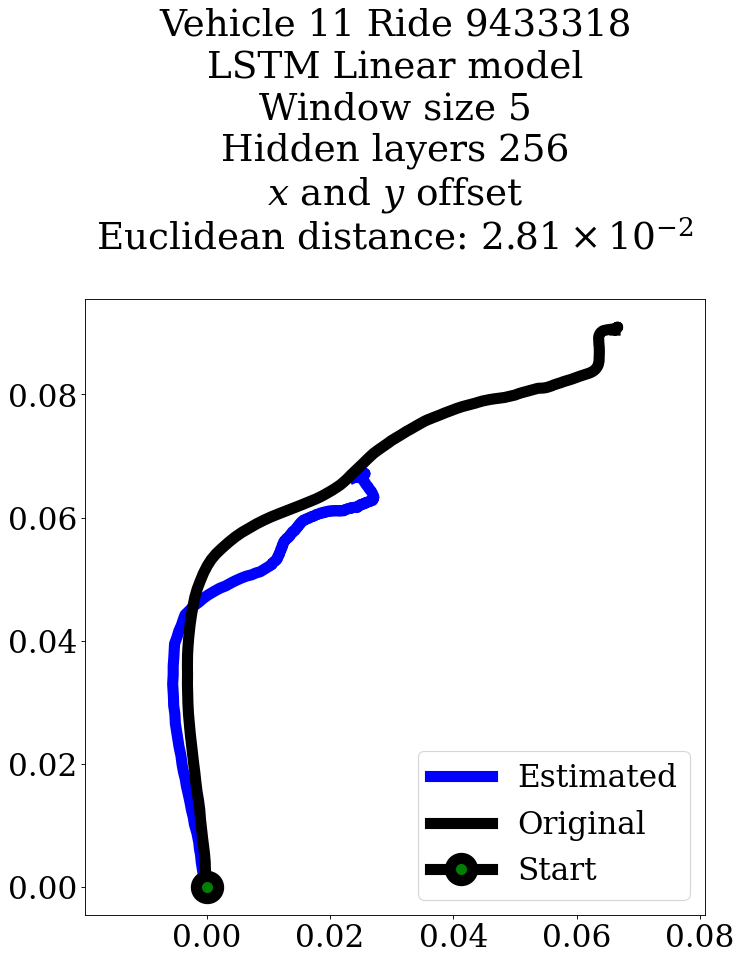 Vehicle 11 Ride 9433318
LSTM Linear model
Window size 5
Hidden layers 256
x and y offset
Euclidean distance: 2.81 × 10⁻²
0.08
0.06
0.04
0.02
0.00
Estimated
Original
Start
0.00 0.02 0.04 0.06 0.08